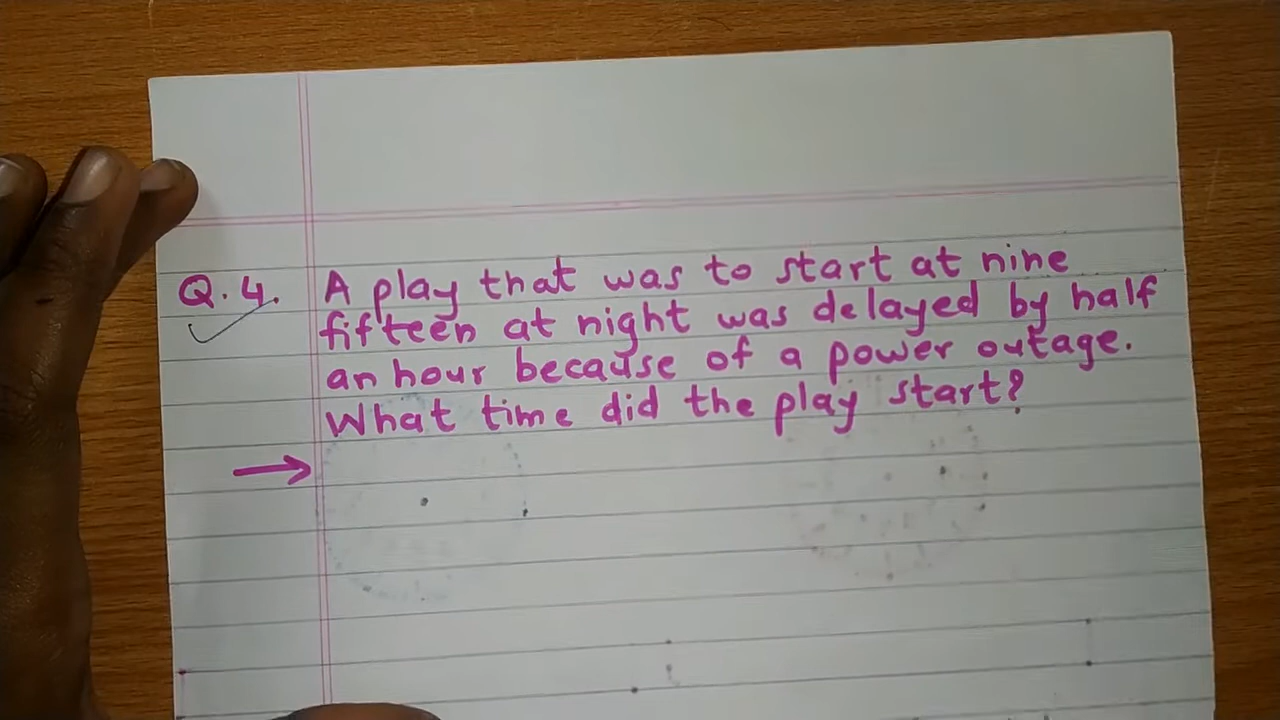 Q.4. A play that was to start at nine
fifteen at night was delayed by half
an hour because of a power outage.
What time did the play start?